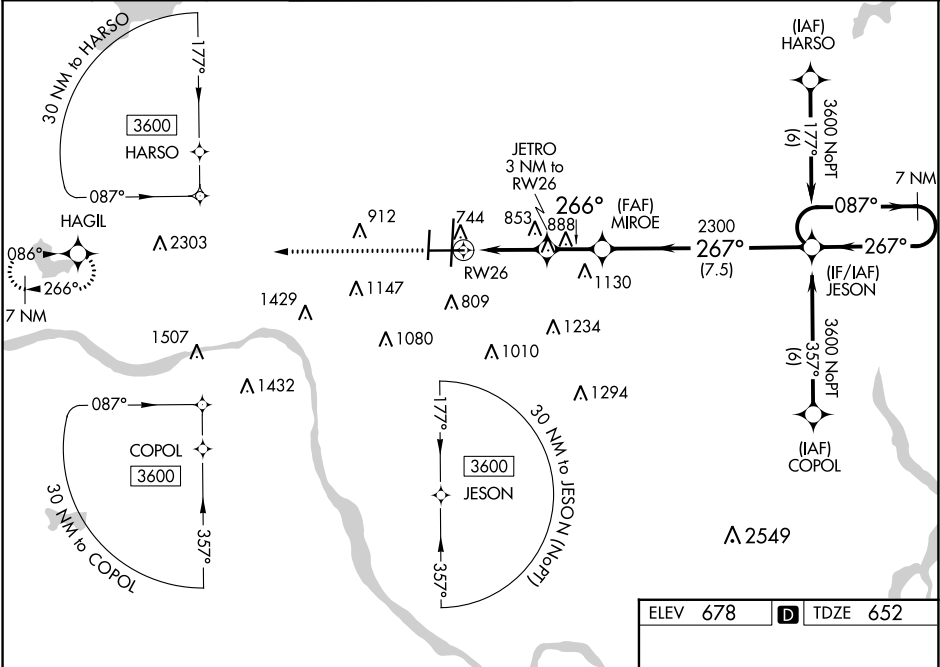 30 NM to HARSO
177°
3600
HARSO
087°
HAGIL
086°
266°
7 NM
2303
912
744
853
888
JETRO
3 NM to
RW26
266°
(FAF)
MIROE
2300
267°
(7.5)
RW26
1130
(IAF)
HARSO
3600 NoPT
177°
(6)
7 NM
087°
267°
(IF/IAF)
JESON
3600 NoPT
357°
(6)
(IAF)
COPOL
1429
1147
809
1080
1010
1234
1294
1507
1432
2549
087°
COPOL
3600
357°
30 NM to COPOL
177°
3600
JESON
357°
30 NM to JESON (NoPT)
ELEV 678 D TDZE 652